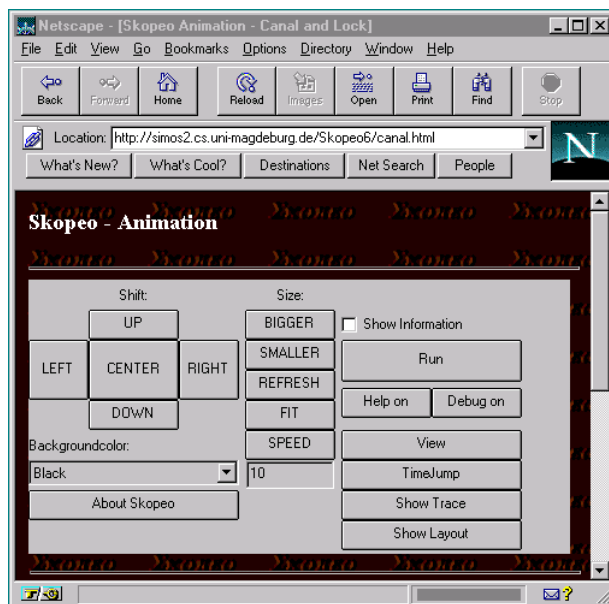 Netscape - [Skopeo Animation - Canal and Lock]
File Edit View Go Bookmarks Options Directory Window Help
Back Forward Home Reload Images Open Print Find Stop
Location: http://simos2.cs.uni-magdeburg.de/Skopeo6/canal.html
N
What's New? What's Cool? Destinations Net Search People
Skopeo - Animation
Shift: Size:
UP BIGGER Show Information
LEFT CENTER RIGHT SMALLER Run
REFRESH
DOWN FIT Help on Debug on
Backgroundcolor: SPEED View
Black 10 TimeJump
About Skopeo Show Trace
Show Layout